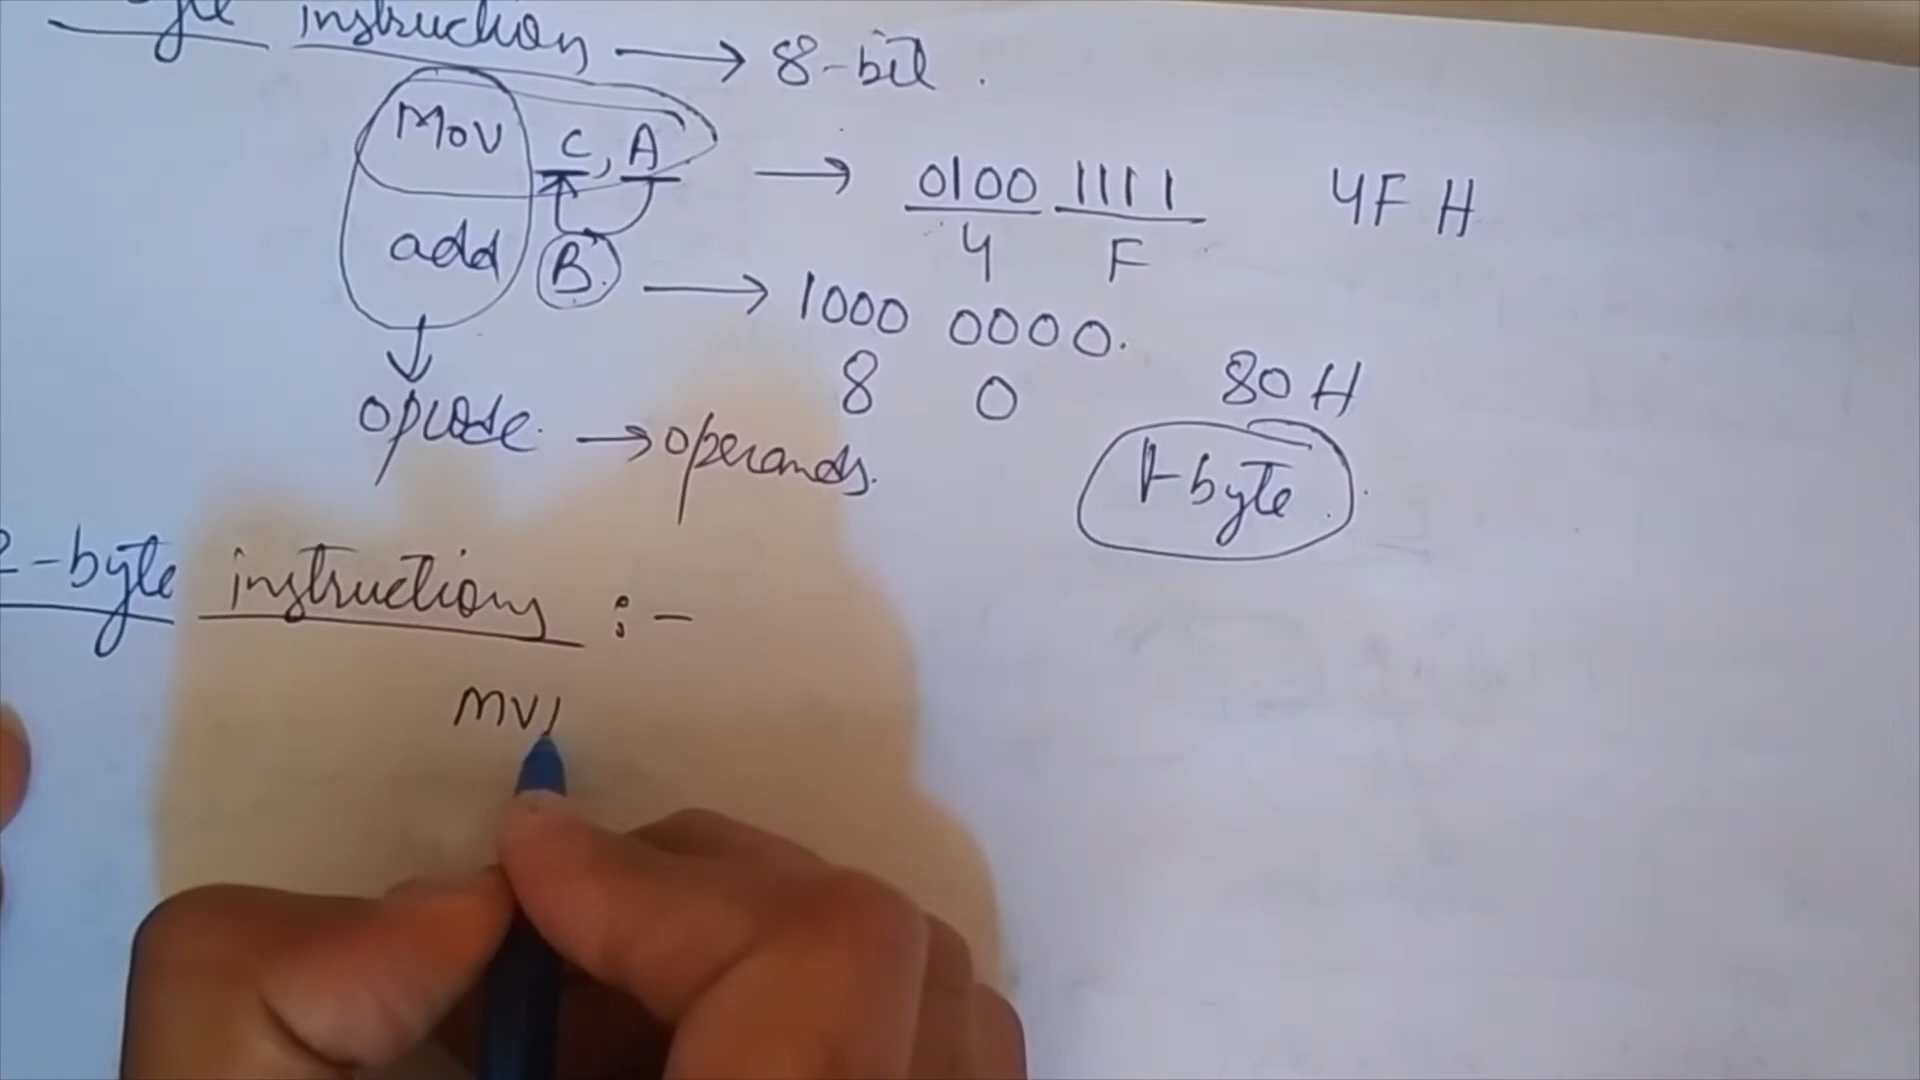 instruction → 8-bit .
Mov C, A → 0100 1111 4F H
4 F
add B. → 1000 0000.
8 0 80 H
opcode. → operands.
1-byte
2-byte instructions :-
MVI